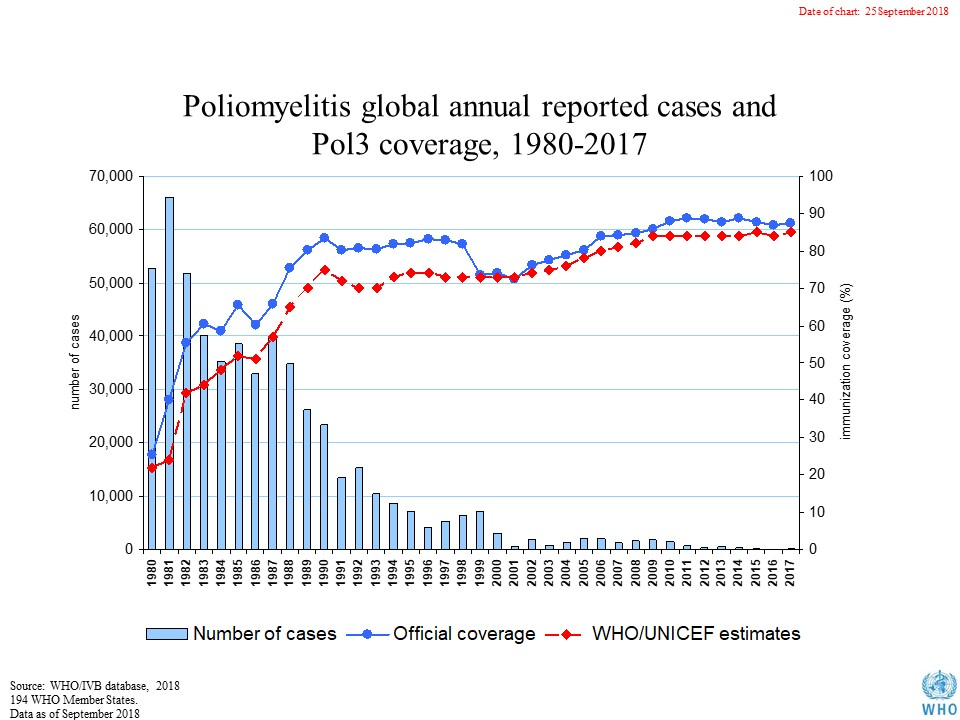 Date of chart: 25 September 2018
Poliomyelitis global annual reported cases and
Pol3 coverage, 1980-2017
70,000
60,000
50,000
40,000
30,000
20,000
10,000
0
number of cases
100
90
80
70
60
50
40
30
20
10
0
immunization coverage (%)
1980 1981 1982 1983 1984 1985 1986 1987 1988 1989 1990 1991 1992 1993 1994 1995 1996 1997 1998 1999 2000 2001 2002 2003 2004 2005 2006 2007 2008 2009 2010 2011 2012 2013 2014 2015 2016 2017
Number of cases Official coverage WHO/UNICEF estimates
Source: WHO/IVB database, 2018
194 WHO Member States.
Data as of September 2018
WHO